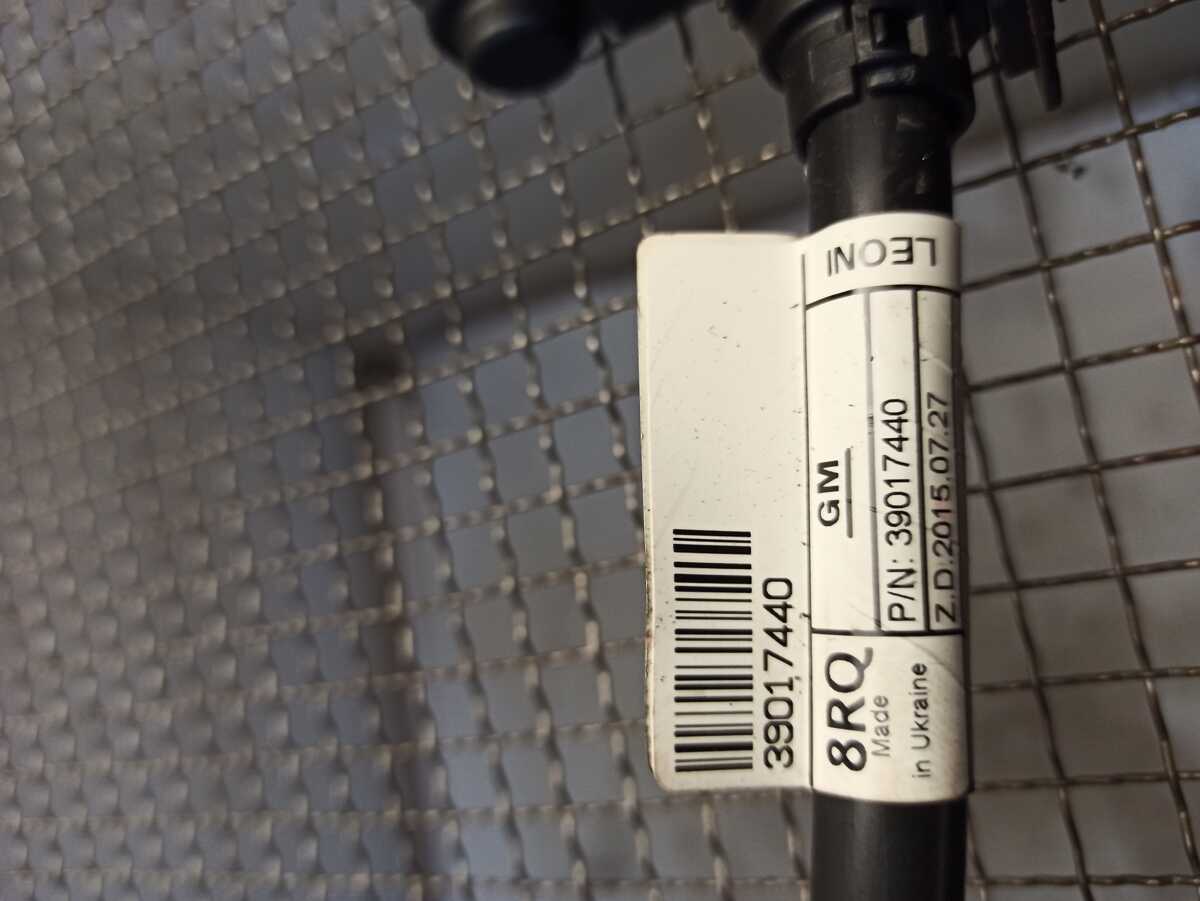 LEONI
GM
P/N: 39017440
Z.D:2015.07.27
8RQ
Made
in Ukraine
39017440